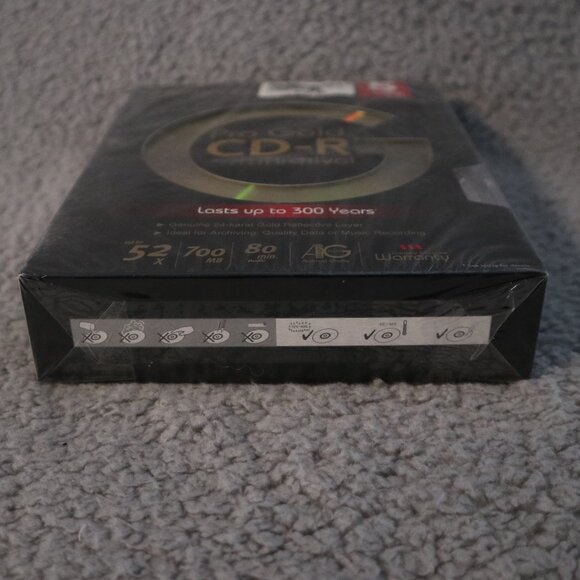 Pro Gold
CD-R
Archival
Lasts up to 300 Years
Genuine 24-karat Gold Reflective Layer
Ideal for Archiving Quality Data or Music Recording
52 X
700 MB
80 min.
Warranty